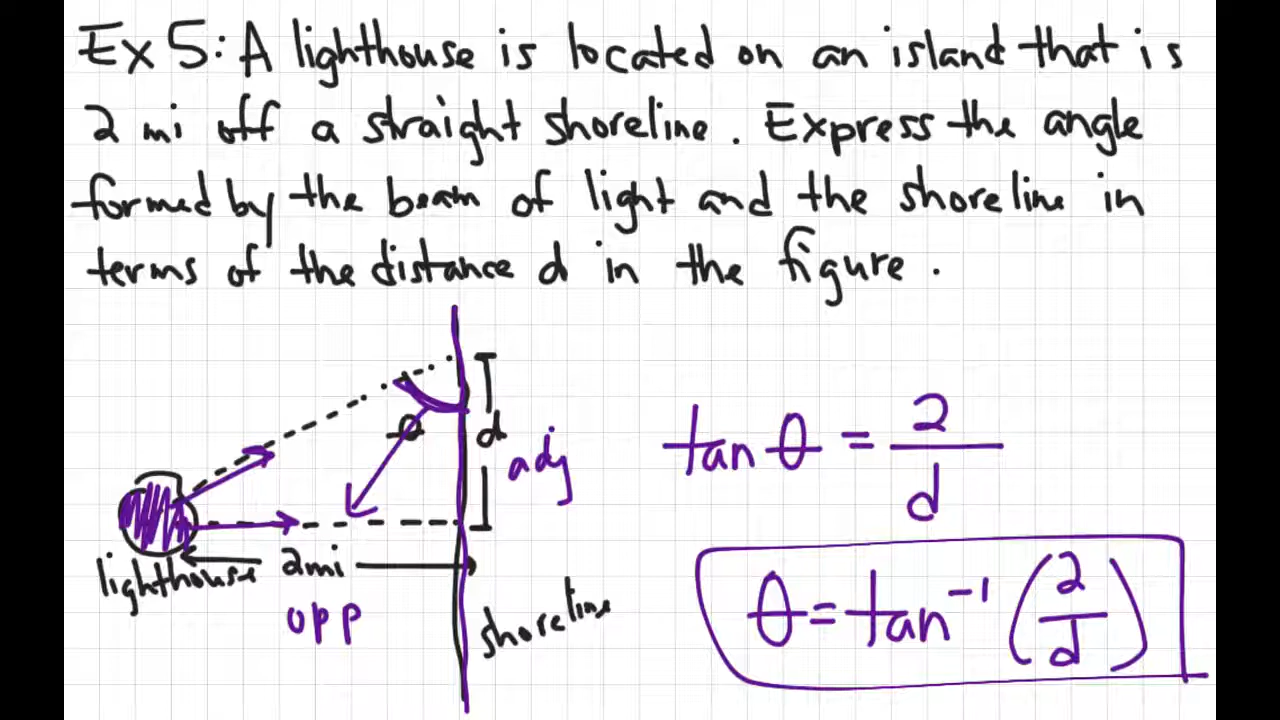 Ex 5: A lighthouse is located on an island that is
2 mi off a straight shoreline. Express the angle
formed by the beam of light and the shoreline in
terms of the distance d in the figure.
θ
d
adj
lighthouse
2mi
opp
shoreline
tan θ = 2/d
θ = tan⁻¹ (2/d)